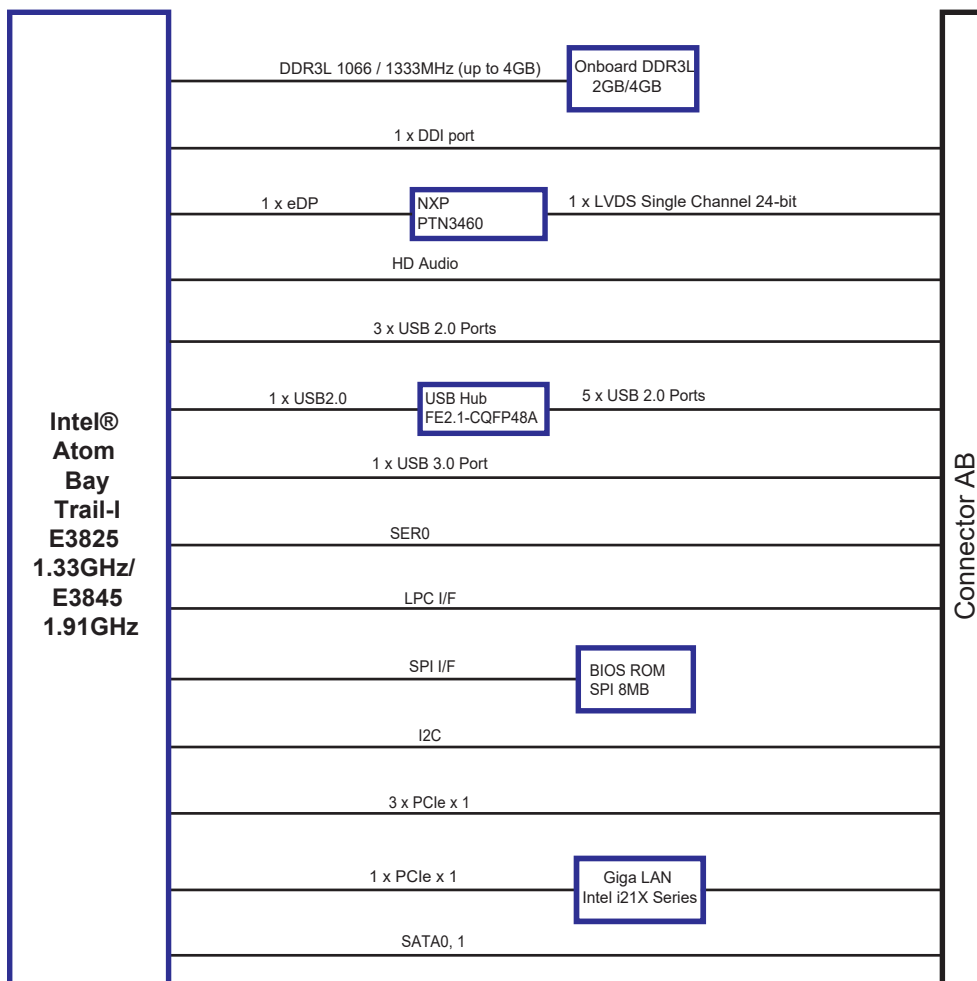 DDR3L 1066 / 1333MHz (up to 4GB)
Onboard DDR3L
2GB/4GB
1 x DDI port
1 x eDP
NXP
PTN3460
1 x LVDS Single Channel 24-bit
HD Audio
3 x USB 2.0 Ports
1 x USB2.0
USB Hub
FE2.1-CQFP48A
5 x USB 2.0 Ports
1 x USB 3.0 Port
Intel®
Atom
Bay
Trail-I
E3825
1.33GHz/
E3845
1.91GHz
Connector AB
SER0
LPC I/F
SPI I/F
BIOS ROM
SPI 8MB
I2C
3 x PCIe x 1
1 x PCIe x 1
Giga LAN
Intel i21X Series
SATA0, 1